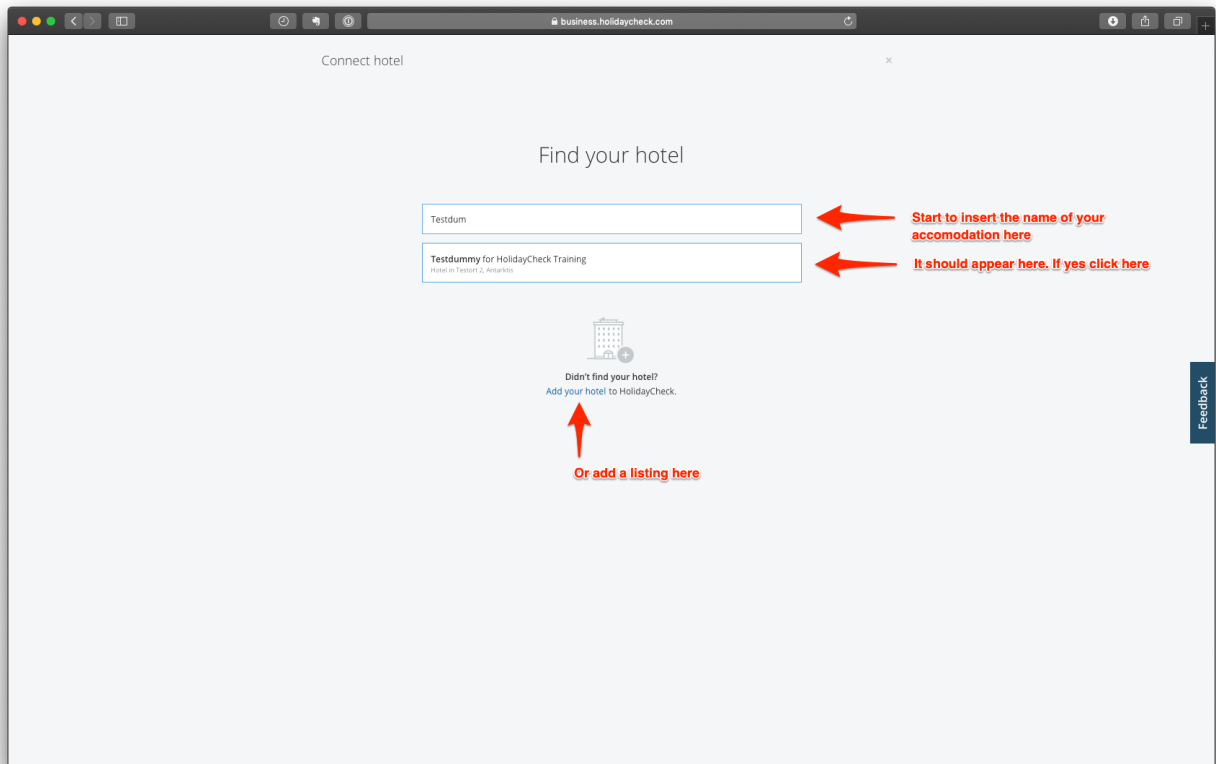 business.holidaycheck.com
Connect hotel
Find your hotel
Testdum
Start to insert the name of your
accomodation here
Testdummy for HolidayCheck Training
Hotel in Testort 2, Antarktis
It should appear here. If yes click here
Didn't find your hotel?
Add your hotel to HolidayCheck.
Feedback
Or add a listing here